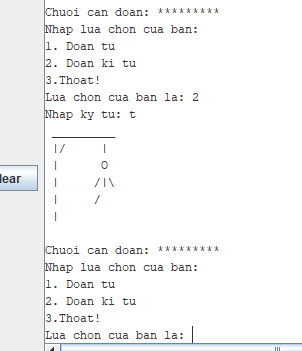 Chuoi can doan: *********
Nhap lua chon cua ban:
1. Doan tu
2. Doan ki tu
3.Thoat!
Lua chon cua ban la: 2
Nhap ky tu: t
 _________
 |/     |
 |      O
 |     /|\
 |     /
 |
lear
Chuoi can doan: *********
Nhap lua chon cua ban:
1. Doan tu
2. Doan ki tu
3.Thoat!
Lua chon cua ban la: